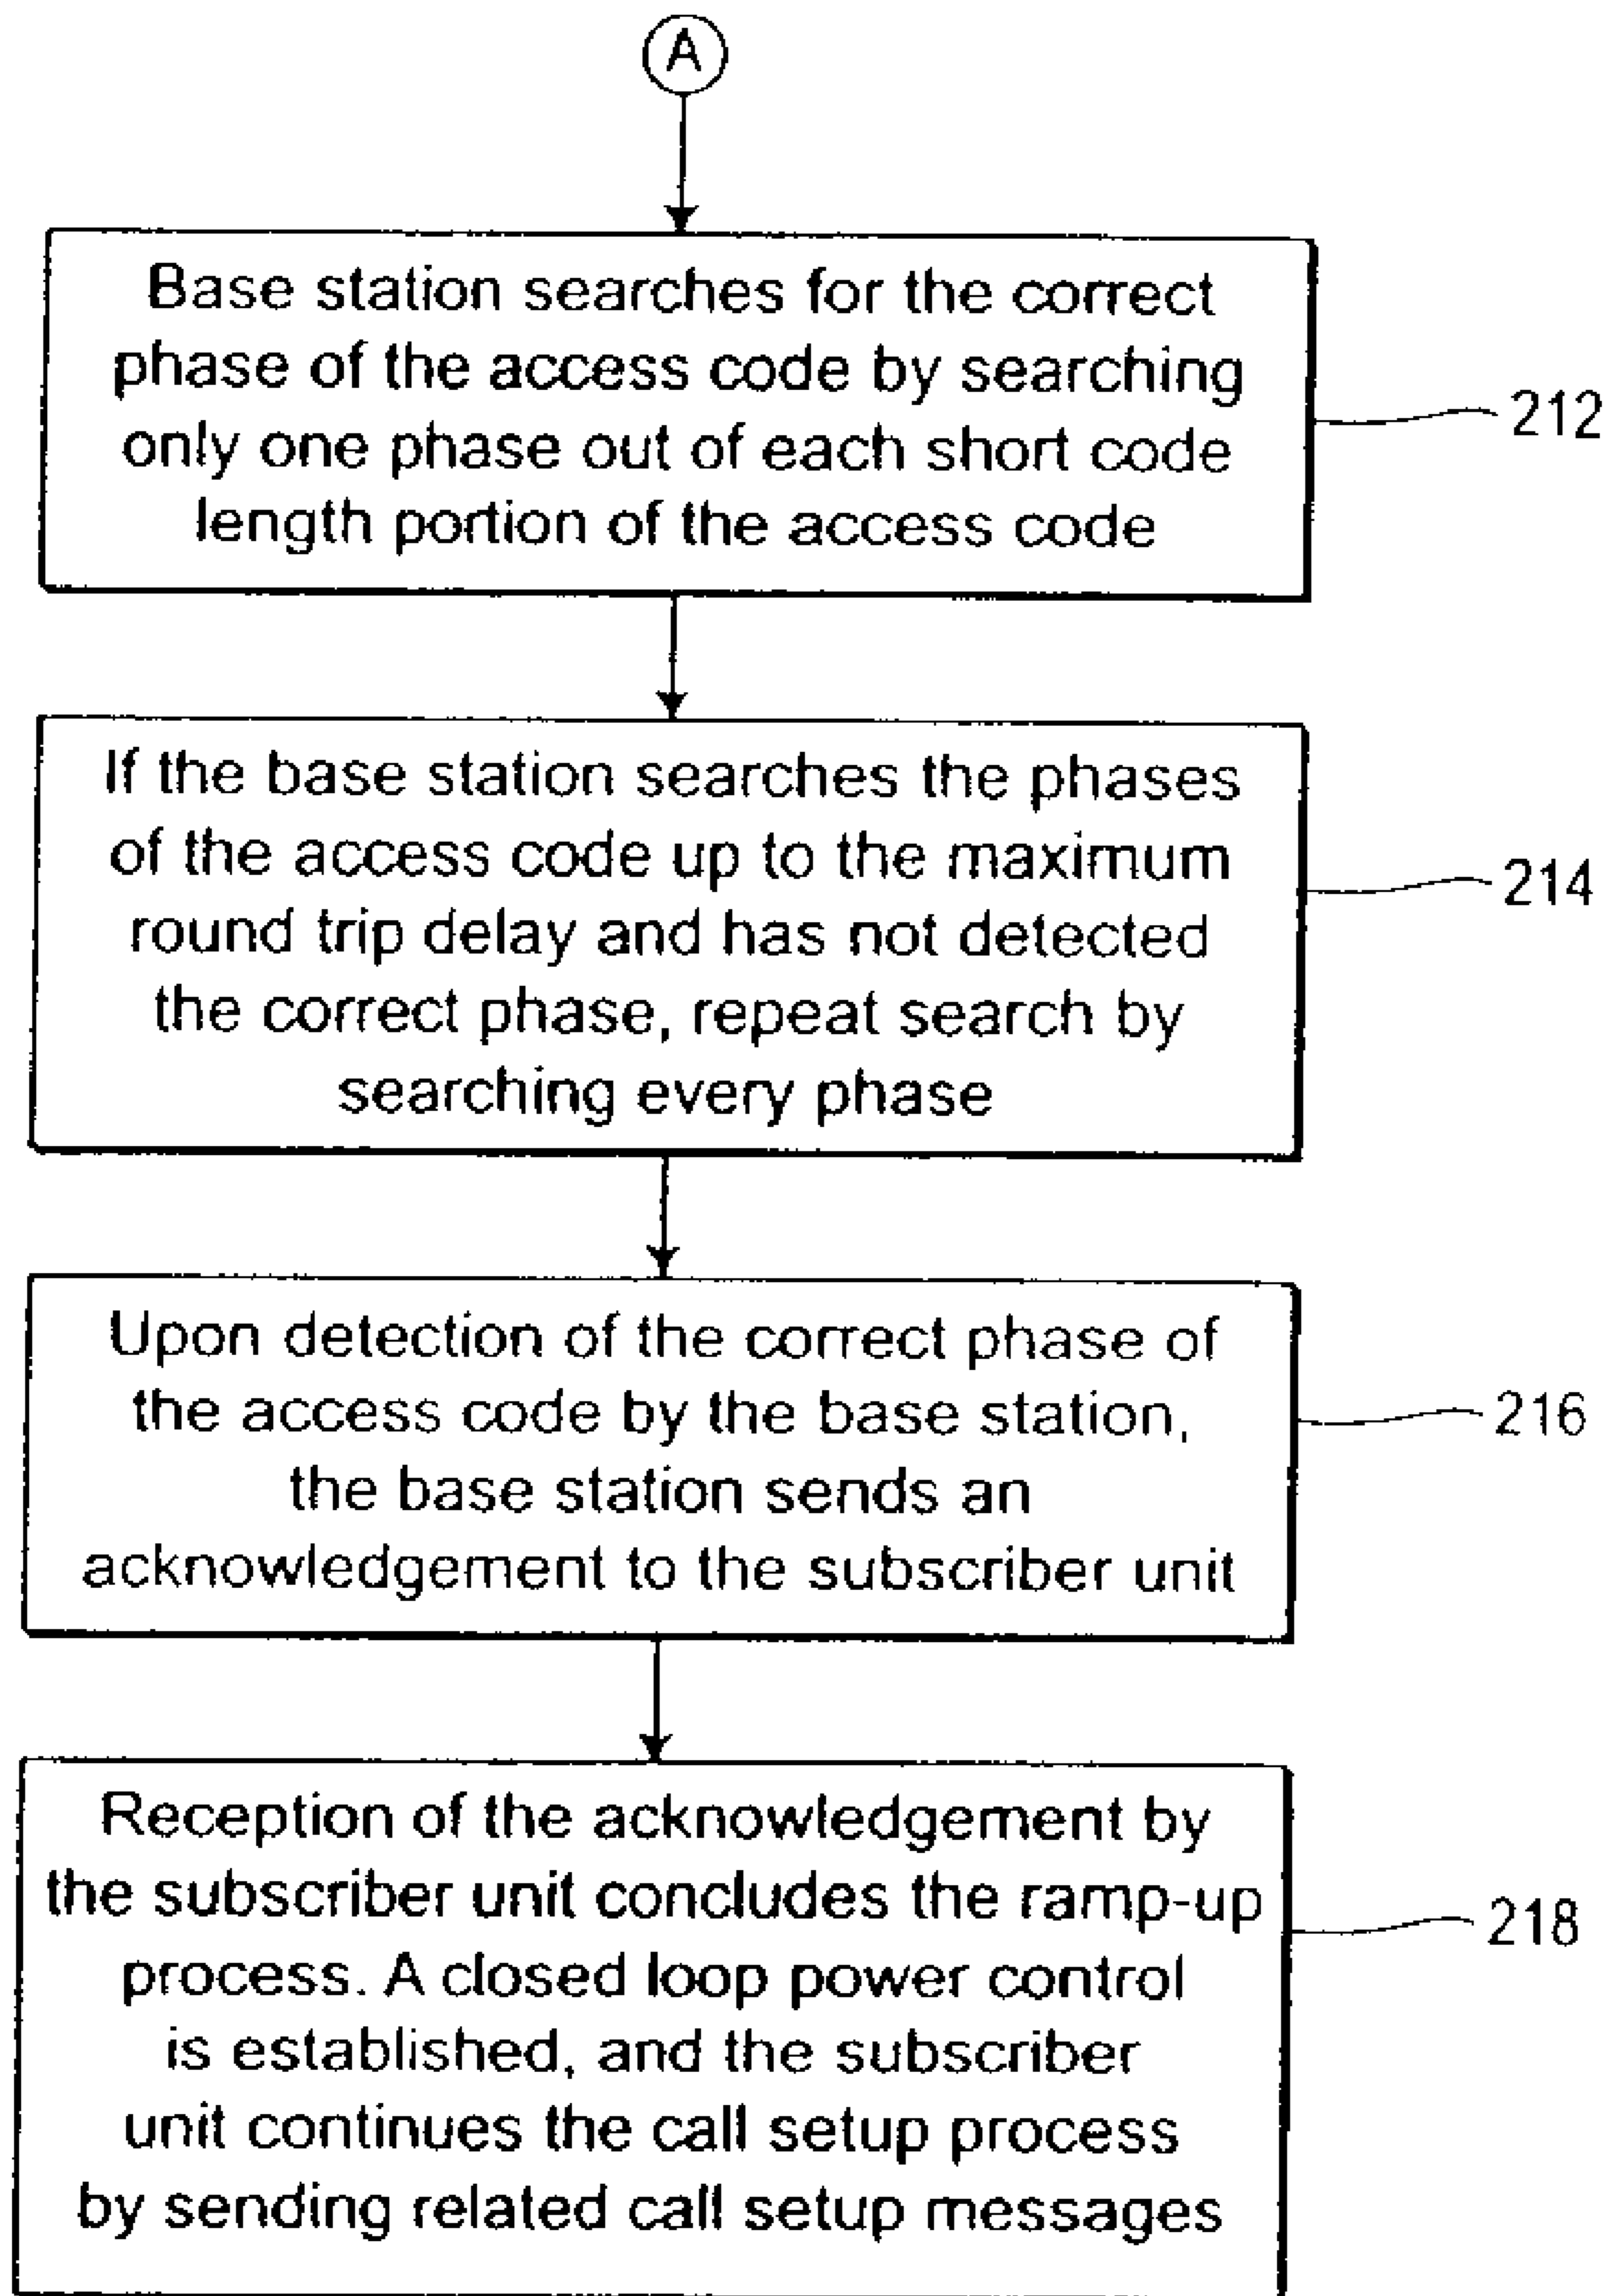 A
Base station searches for the correct
phase of the access code by searching
only one phase out of each short code
length portion of the access code
212
If the base station searches the phases
of the access code up to the maximum
round trip delay and has not detected
the correct phase, repeat search by
searching every phase
214
Upon detection of the correct phase of
the access code by the base station,
the base station sends an
acknowledgement to the subscriber unit
216
Reception of the acknowledgement by
the subscriber unit concludes the ramp-up
process. A closed loop power control
is established, and the subscriber
unit continues the call setup process
by sending related call setup messages
218